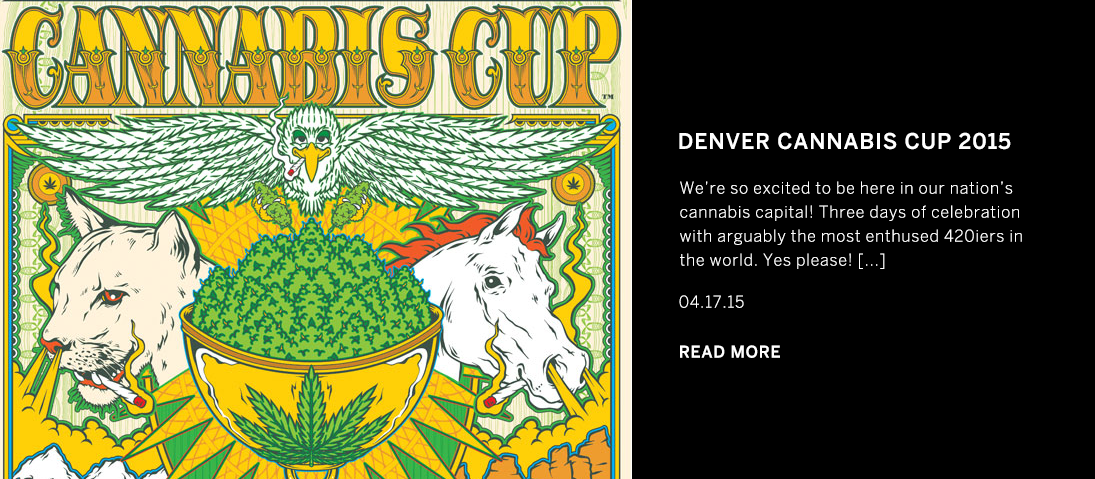 CANNABIS CUP™
DENVER CANNABIS CUP 2015
We're so excited to be here in our nation's
cannabis capital! Three days of celebration
with arguably the most enthused 420iers in
the world. Yes please! [...]
04.17.15
READ MORE